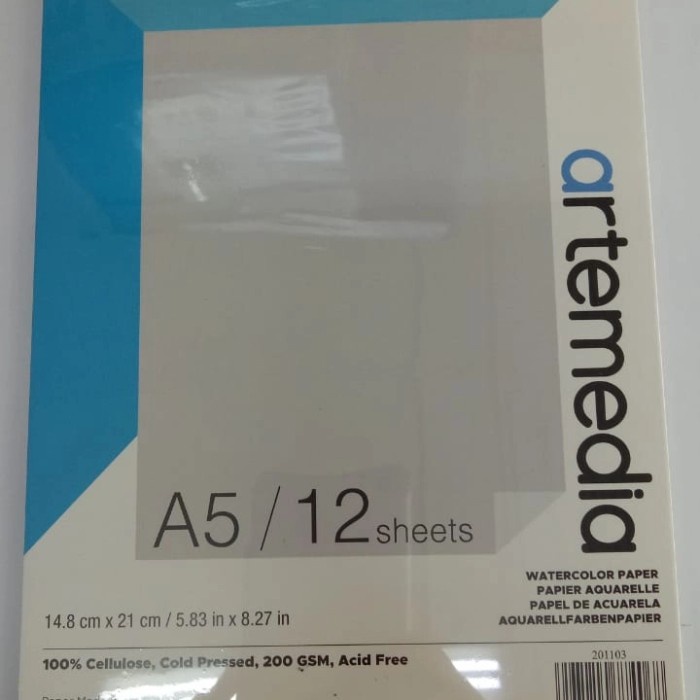 artemedia
A5 / 12 sheets
WATERCOLOR PAPER
PAPIER AQUARELLE
PAPEL DE ACUARELA
AQUARELLFARBENPAPIER
14.8 cm x 21 cm / 5.83 in x 8.27 in
100% Cellulose, Cold Pressed, 200 GSM, Acid Free
201103